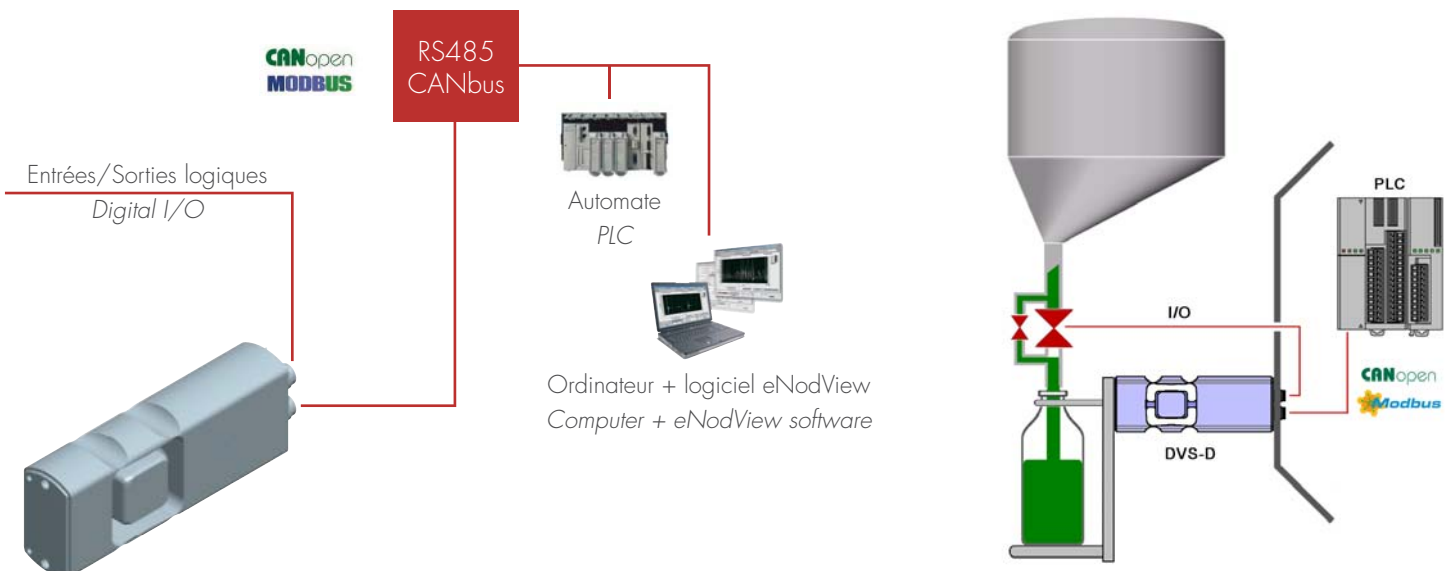 CANopen
MODBUS
RS485
CANbus
Entrées/Sorties logiques
Digital I/O
Automate
PLC
Ordinateur + logiciel eNodView
Computer + eNodView software
PLC
I/O
CANopen
Modbus
DVS-D